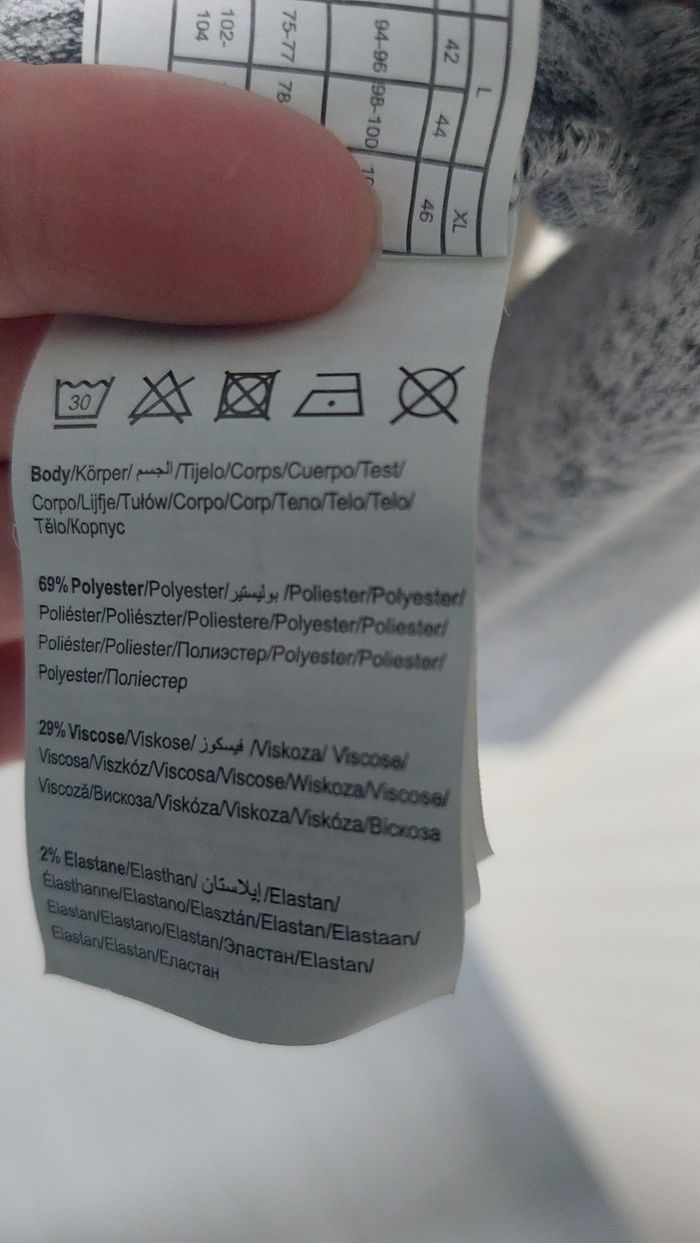 L
XL
42
44
46
94-96
98-100
75-77
78
102-
104
30
Body/Körper/ الجسم /Tijelo/Corps/Cuerpo/Test/
Corpo/Lijfje/Tułów/Corpo/Corp/Тело/Telo/Telo/
Tělo/Корпус
69% Polyester/Polyester/ بوليستير /Poliester/Polyester/
Poliéster/Poliészter/Poliestere/Polyester/Poliester/
Poliéster/Poliester/Полиэстер/Polyester/Poliester/
Polyester/Поліестер
29% Viscose/Viskose/ فيسكوز /Viskoza/ Viscose/
Viscosa/Viszkóz/Viscosa/Viscose/Wiskoza/Viscose/
Viscoză/Вискоза/Viskóza/Viskoza/Viskóza/Віскоза
2% Elastane/Elasthan/ إيلاستان /Elastan/
Élasthanne/Elastano/Elasztán/Elastan/Elastaan/
Elastan/Elastano/Elastan/Эластан/Elastan/
Elastan/Elastan/Еластан